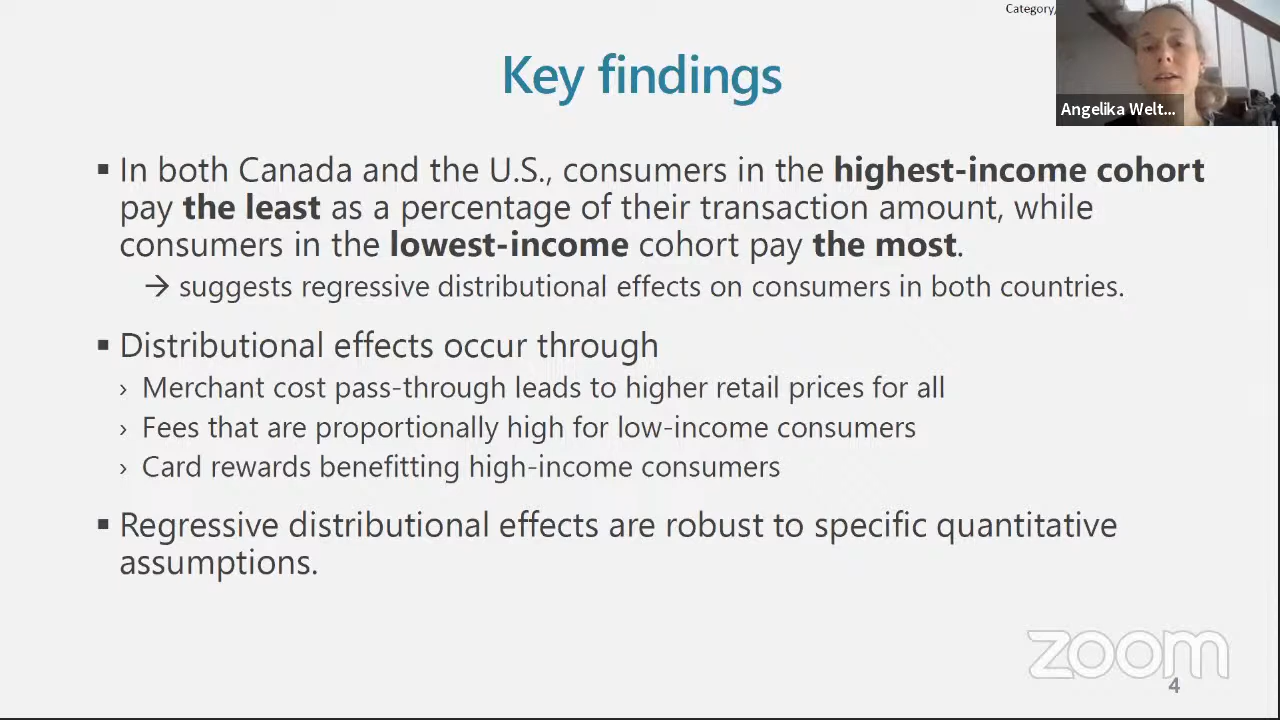 Category,
Key findings
Angelika Welt...
▪ In both Canada and the U.S., consumers in the highest-income cohort
pay the least as a percentage of their transaction amount, while
consumers in the lowest-income cohort pay the most.
→ suggests regressive distributional effects on consumers in both countries.
▪ Distributional effects occur through
› Merchant cost pass-through leads to higher retail prices for all
› Fees that are proportionally high for low-income consumers
› Card rewards benefitting high-income consumers
▪ Regressive distributional effects are robust to specific quantitative
assumptions.
zoom
4